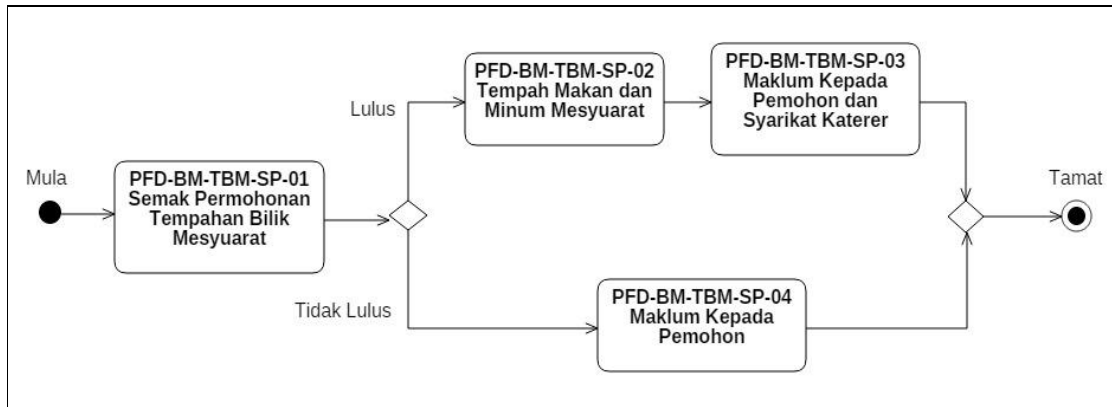 Mula
PFD-BM-TBM-SP-01
Semak Permohonan
Tempahan Bilik
Mesyuarat
Lulus
PFD-BM-TBM-SP-02
Tempah Makan dan
Minum Mesyuarat
PFD-BM-TBM-SP-03
Maklum Kepada
Pemohon dan
Syarikat Katerer
Tidak Lulus
PFD-BM-TBM-SP-04
Maklum Kepada
Pemohon
Tamat